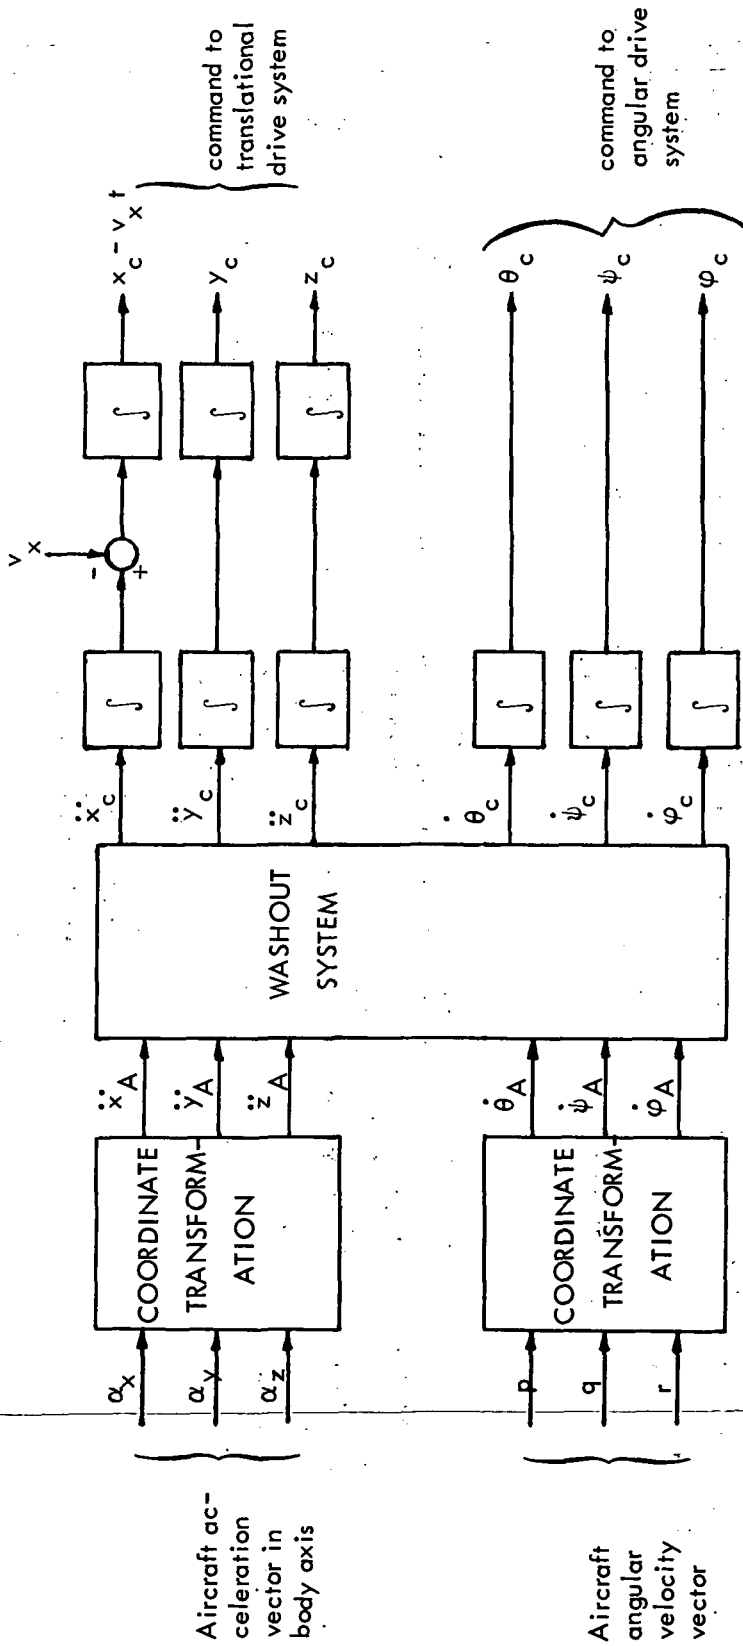 Aircraft ac-
celeration
vector in
body axis
αx
αy
αz
COORDINATE
TRANSFORM-
ATION
ẍA
ÿA
z̈A
Aircraft
angular
velocity
vector
p
q
r
COORDINATE
TRANSFORM-
ATION
θ̇A
ψ̇A
φ̇A
WASHOUT
SYSTEM
ẍc
ÿc
z̈c
θ̇c
ψ̇c
φ̇c
∫
∫
∫
∫
∫
∫
vx
-
+
∫
∫
∫
xc - vx t
yc
zc
command to
translational
drive system
θc
ψc
φc
command to
angular drive
system